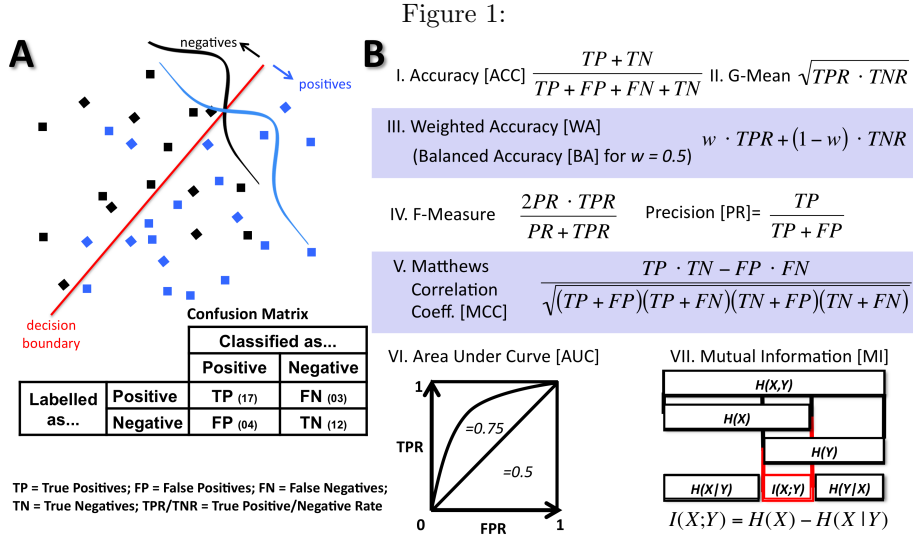 Figure 1:
A
negatives
positives
decision
boundary
Confusion Matrix
Classified as...
Positive Negative
Labelled as... Positive TP (17) FN (03)
Negative FP (04) TN (12)
TP = True Positives; FP = False Positives; FN = False Negatives;
TN = True Negatives; TPR/TNR = True Positive/Negative Rate
B
I. Accuracy [ACC] (TP + TN) / (TP + FP + FN + TN) II. G-Mean √(TPR · TNR)
III. Weighted Accuracy [WA]
(Balanced Accuracy [BA] for w = 0.5) w · TPR + (1 − w) · TNR
IV. F-Measure (2PR · TPR) / (PR + TPR) Precision [PR]= TP / (TP + FP)
V. Matthews
Correlation
Coeff. [MCC]
(TP · TN − FP · FN) / √((TP + FP)(TP + FN)(TN + FP)(TN + FN))
VI. Area Under Curve [AUC]
1
TPR
=0.75
=0.5
0 FPR 1
VII. Mutual Information [MI]
H(X,Y)
H(X)
H(Y)
H(X|Y) I(X;Y) H(Y|X)
I(X;Y) = H(X) − H(X|Y)